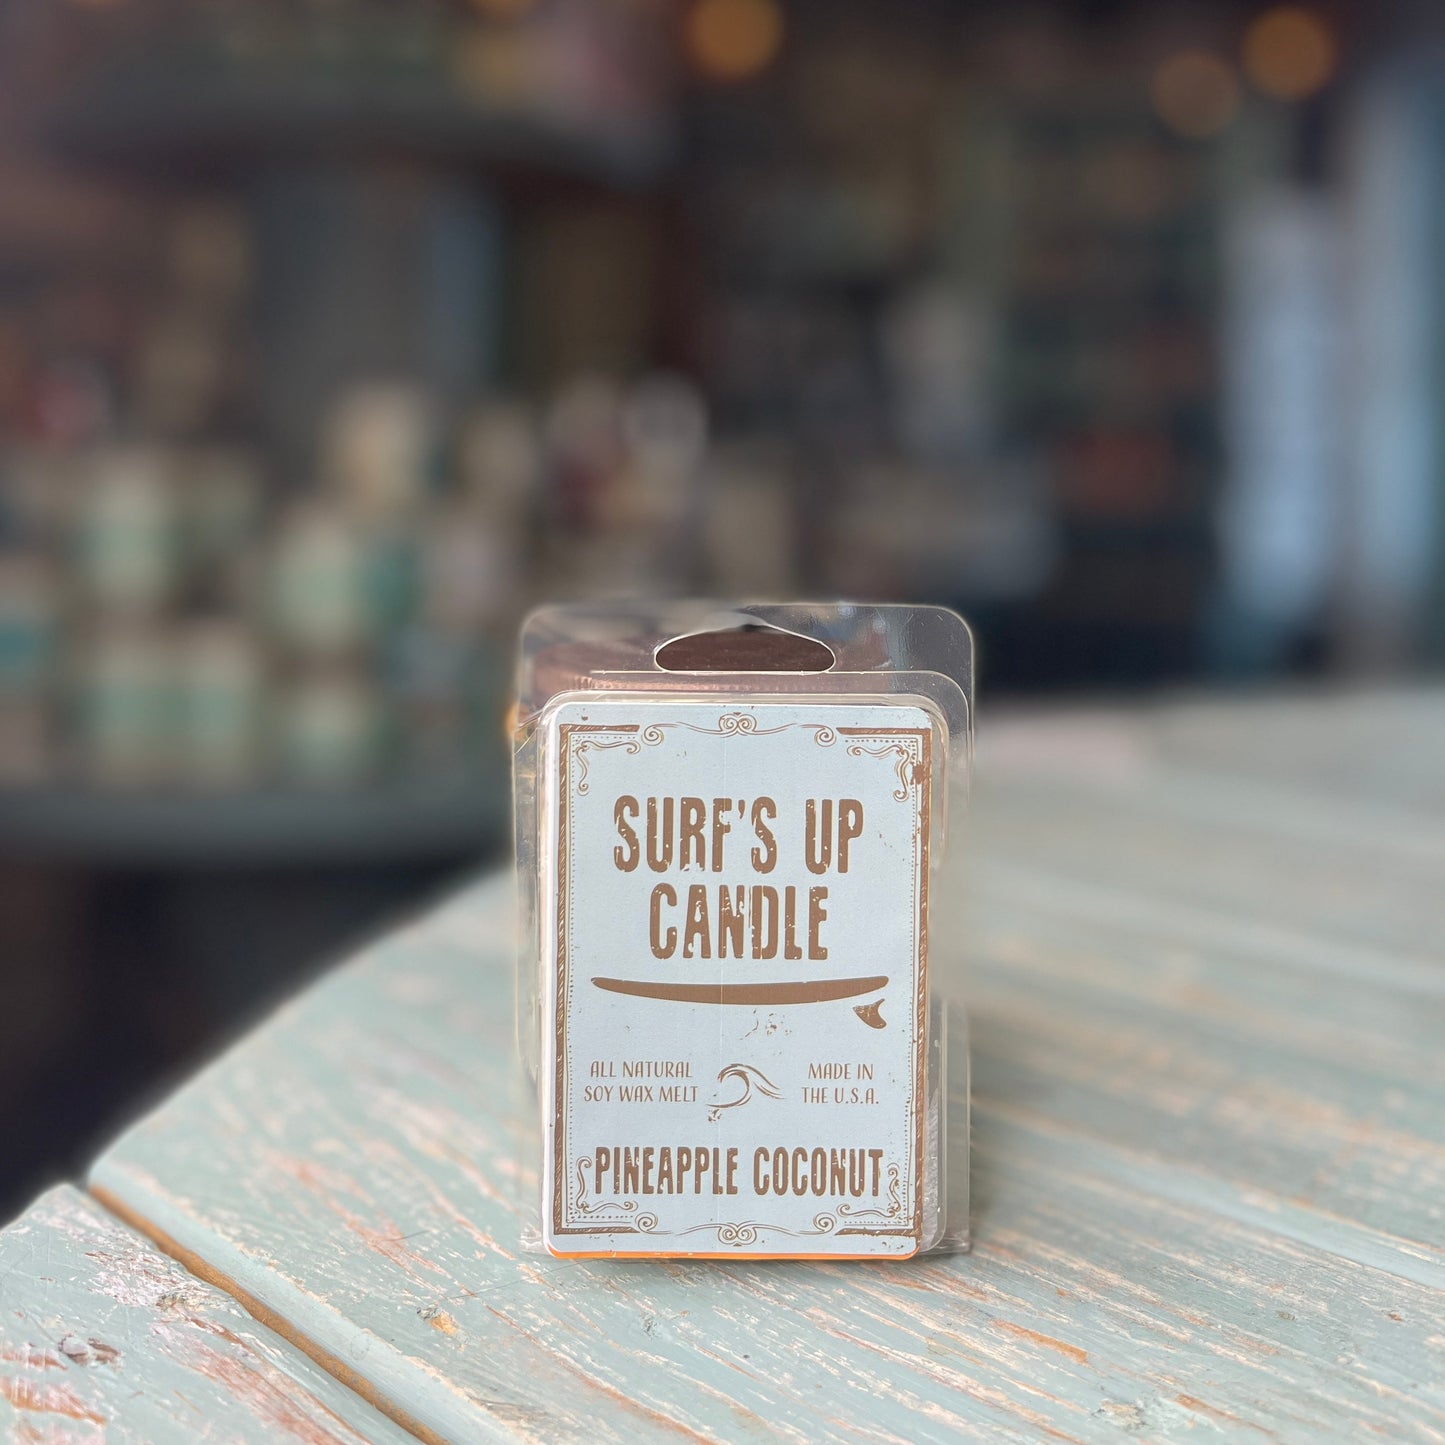 SURF'S UP
CANDLE
ALL NATURAL
SOY WAX MELT
MADE IN
THE U.S.A.
PINEAPPLE COCONUT